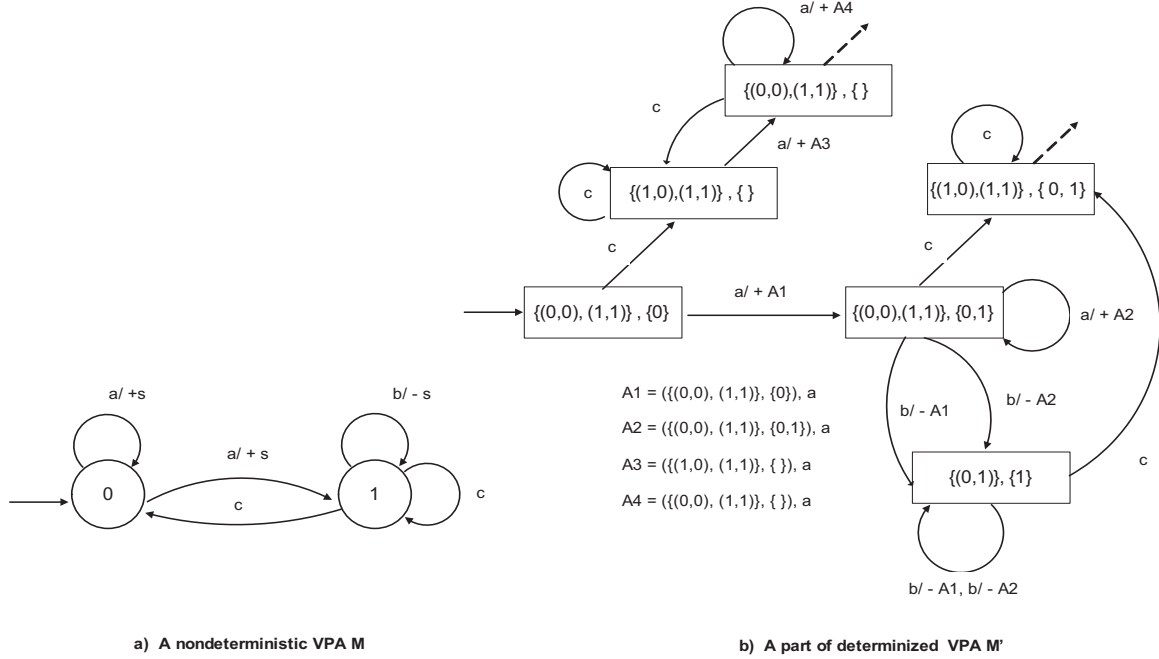 a/ + A4
{(0,0),(1,1)} , { }
c
a/ + A3
c
{(1,0),(1,1)} , { }
c
c
{(1,0),(1,1)} , { 0, 1}
c
{(0,0), (1,1)} , {0}
a/ + A1
{(0,0),(1,1)}, {0,1}
a/ + A2
A1 = ({(0,0), (1,1)}, {0}), a
A2 = ({(0,0), (1,1)}, {0,1}), a
A3 = ({(1,0), (1,1)}, { }), a
A4 = ({(0,0), (1,1)}, { }), a
b/ - A1
b/ - A2
c
{(0,1)}, {1}
b/ - A1, b/ - A2
a/ +s
b/ - s
a/ + s
0
1
c
c
a) A nondeterministic VPA M
b) A part of determinized VPA M'